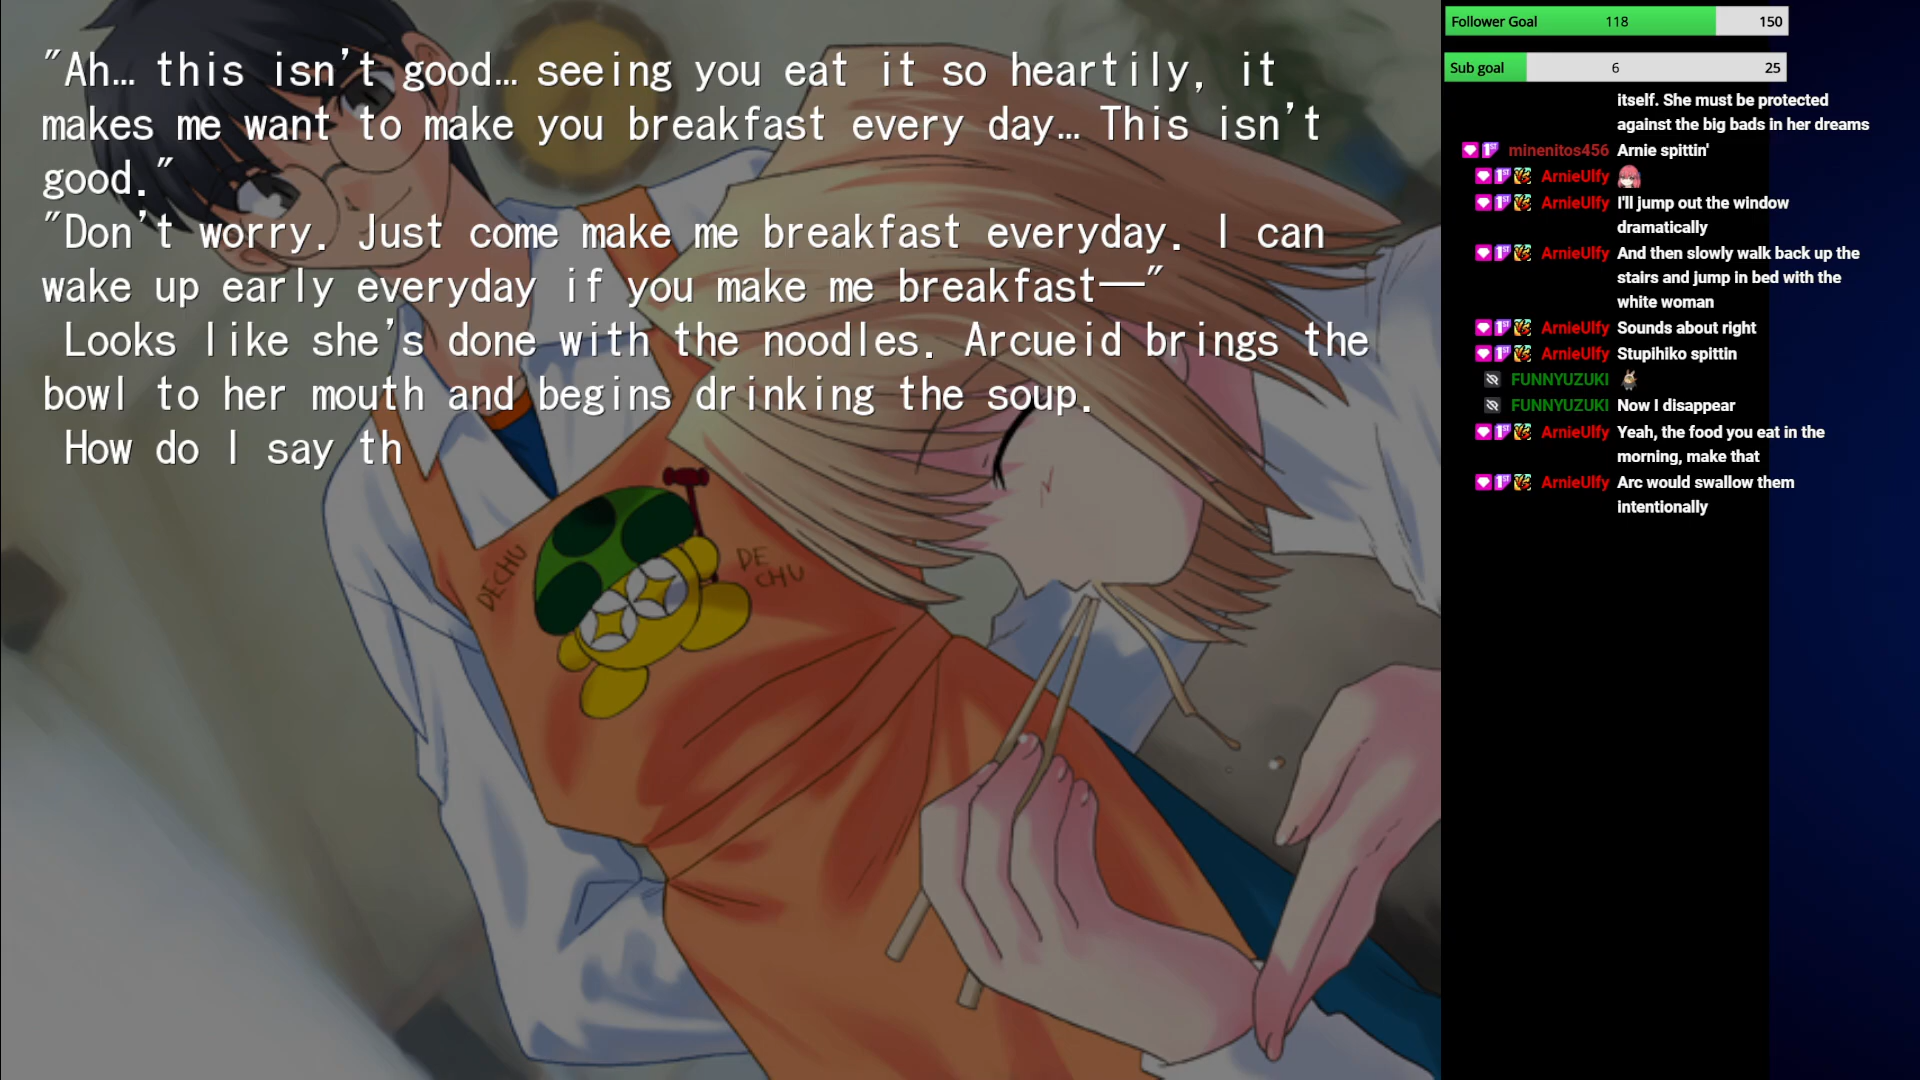 "Ah… this isn't good… seeing you eat it so heartily, it
makes me want to make you breakfast every day… This isn't
good."
"Don't worry. Just come make me breakfast everyday. I can
wake up early everyday if you make me breakfast──"
Looks like she's done with the noodles. Arcueid brings the
bowl to her mouth and begins drinking the soup.
How do I say th
DECHU
DE
CHU
Follower Goal 118 150
Sub goal 6 25
itself. She must be protected
against the big bads in her dreams
minenitos456 Arnie spittin'
ArnieUlfy
ArnieUlfy I'll jump out the window
dramatically
ArnieUlfy And then slowly walk back up the
stairs and jump in bed with the
white woman
ArnieUlfy Sounds about right
ArnieUlfy Stupihiko spittin
FUNNYUZUKI
FUNNYUZUKI Now I disappear
ArnieUlfy Yeah, the food you eat in the
morning, make that
ArnieUlfy Arc would swallow them
intentionally